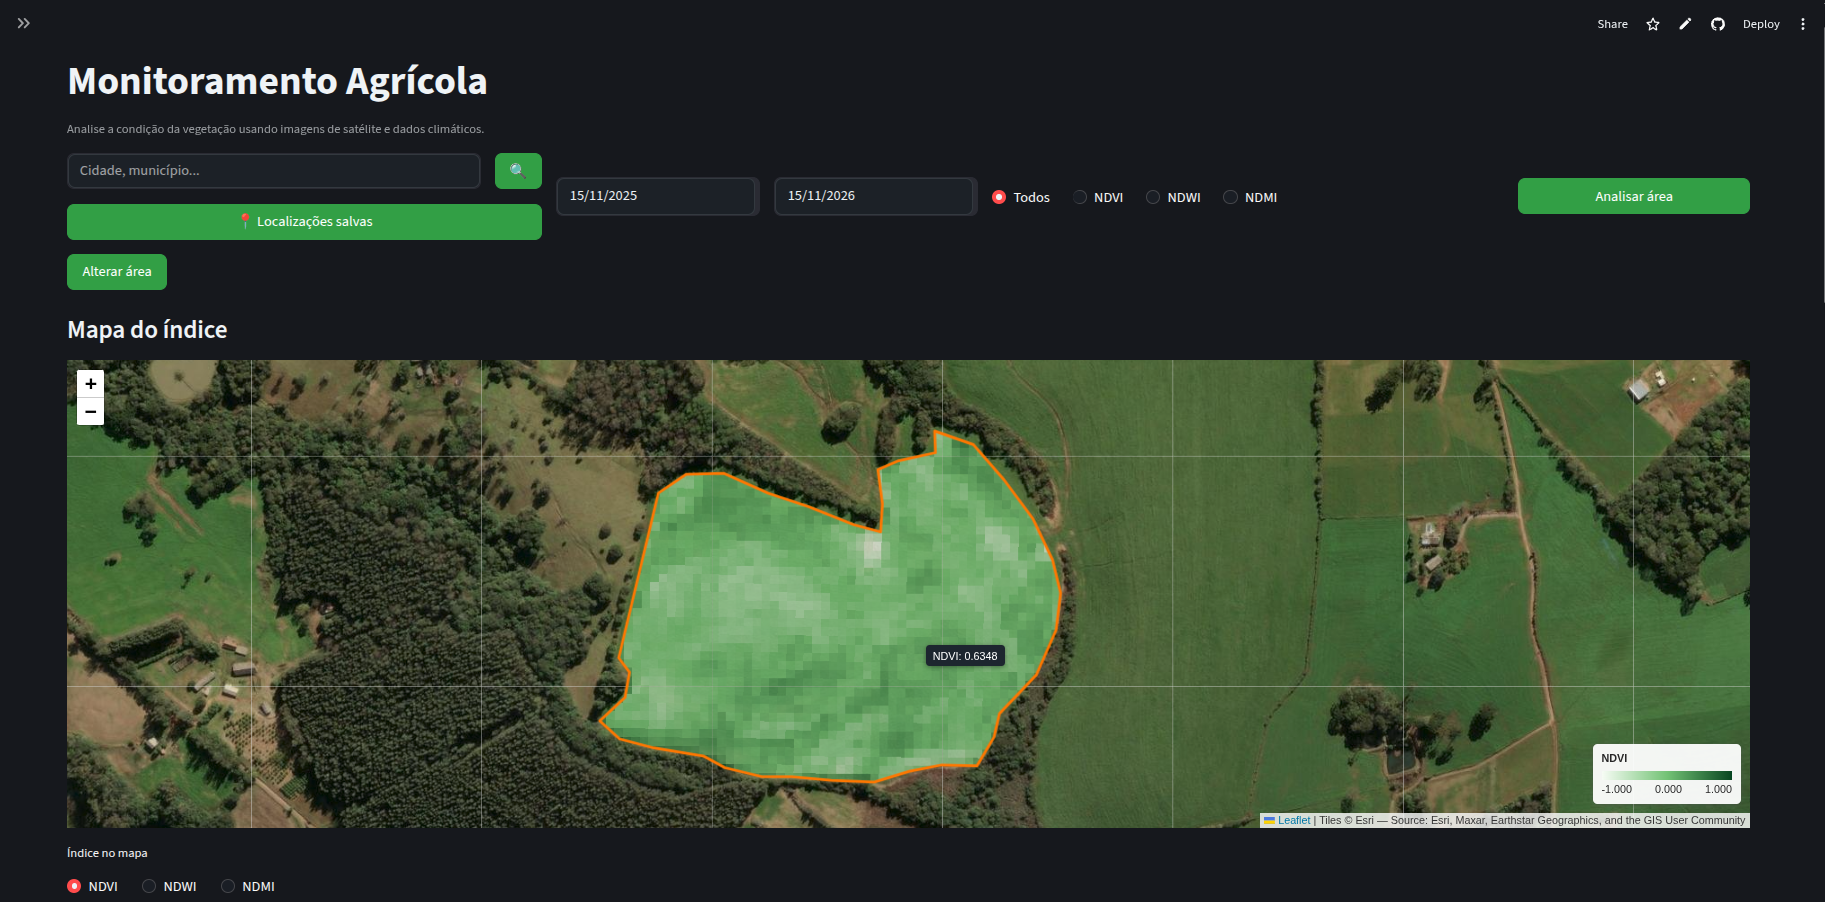 Share
Deploy
Monitoramento Agrícola
Analise a condição da vegetação usando imagens de satélite e dados climáticos.
Cidade, município...
15/11/2025
15/11/2026
Todos
NDVI
NDWI
NDMI
Analisar área
Localizações salvas
Alterar área
Mapa do índice
+
−
NDVI: 0.6348
NDVI
-1.000 0.000 1.000
Leaflet | Tiles © Esri — Source: Esri, Maxar, Earthstar Geographics, and the GIS User Community
Índice no mapa
NDVI
NDWI
NDMI